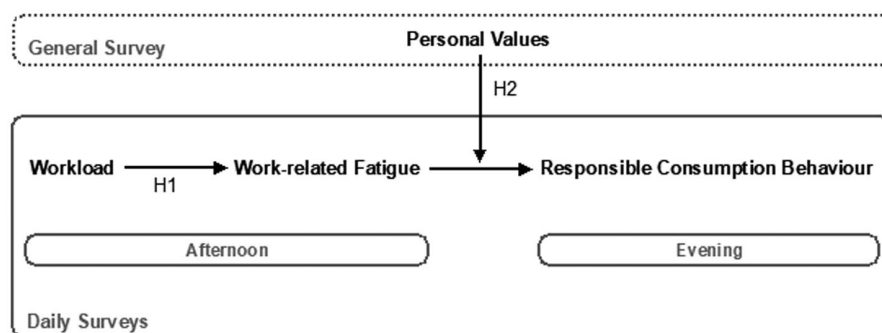 Personal Values
General Survey
H2
Workload
Work-related Fatigue
Responsible Consumption Behaviour
H1
Afternoon
Evening
Daily Surveys